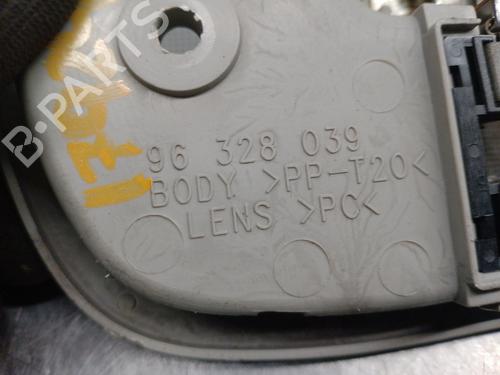 96 328 039
BODY >PP-T20<
LENS >PC<
B-PARTS